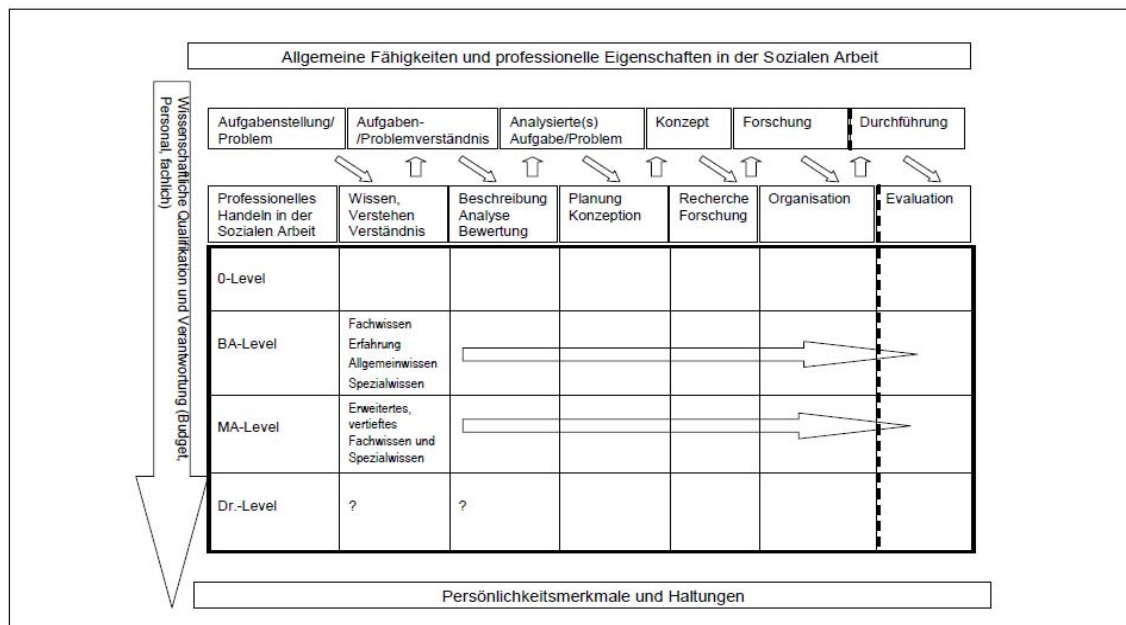 Allgemeine Fähigkeiten und professionelle Eigenschaften in der Sozialen Arbeit
Wissenschaftliche Qualifikation und Verantwortung (Budget,
Personal, fachlich)
Aufgabenstellung/
Problem
Aufgaben-
/Problemverständnis
Analysierte(s)
Aufgabe/Problem
Konzept
Forschung
Durchführung
Professionelles
Handeln in der
Sozialen Arbeit
Wissen,
Verstehen
Verständnis
Beschreibung
Analyse
Bewertung
Planung
Konzeption
Recherche
Forschung
Organisation
Evaluation
0-Level
BA-Level
Fachwissen
Erfahrung
Allgemeinwissen
Spezialwissen
MA-Level
Erweitertes,
vertieftes
Fachwissen und
Spezialwissen
Dr.-Level
?
?
Persönlichkeitsmerkmale und Haltungen